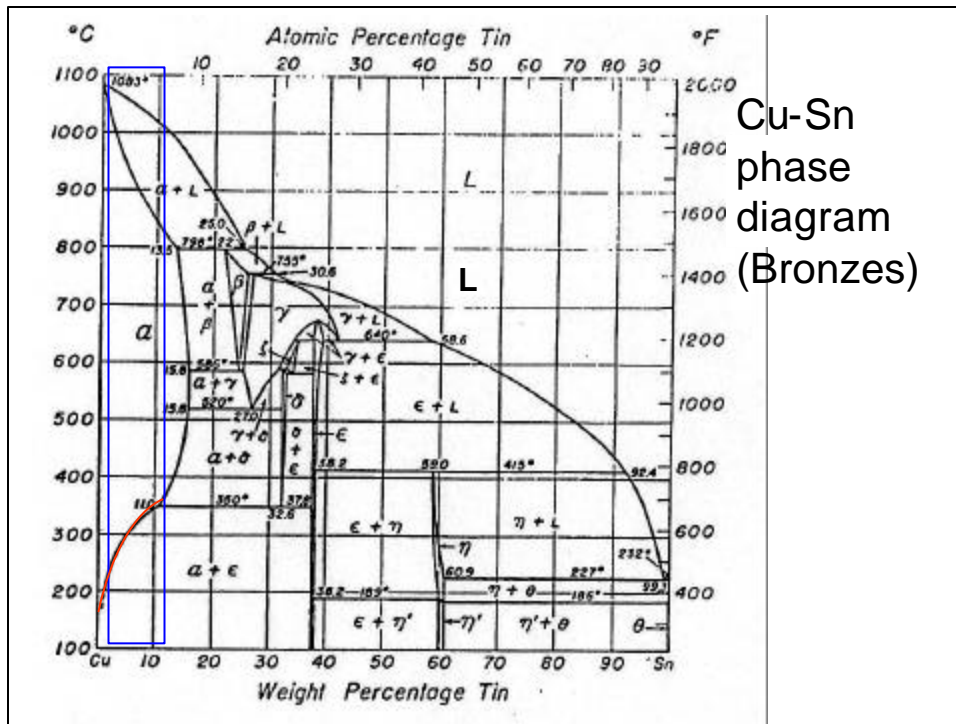 °C
Atomic Percentage Tin
°F
10 20 30 40 50 60 70 80 90
1100
1000
900
800
700
600
500
400
300
200
100
2000
1800
1600
1400
1200
1000
800
600
400
1083°
L
α + L
25.0
β + L
13.5
798°
22
755°
30.6
L
α
α + β
β
γ
γ + L
640°
58.6
γ + ε
ζ
ζ + ε
15.8
586°
α + γ
ε + L
15.8
520°
27.0
γ + δ
δ
δ + ε
ε
α + δ
38.2
59.0
415°
92.4
11.0
350°
37.8
32.6
ε + η
η + L
η
232°
α + ε
60.9
227°
η + θ
38.2
189°
186°
ε + η'
η'
η' + θ
θ
Cu 10 20 30 40 50 60 70 80 90 Sn
Weight Percentage Tin
Cu-Sn
phase
diagram
(Bronzes)